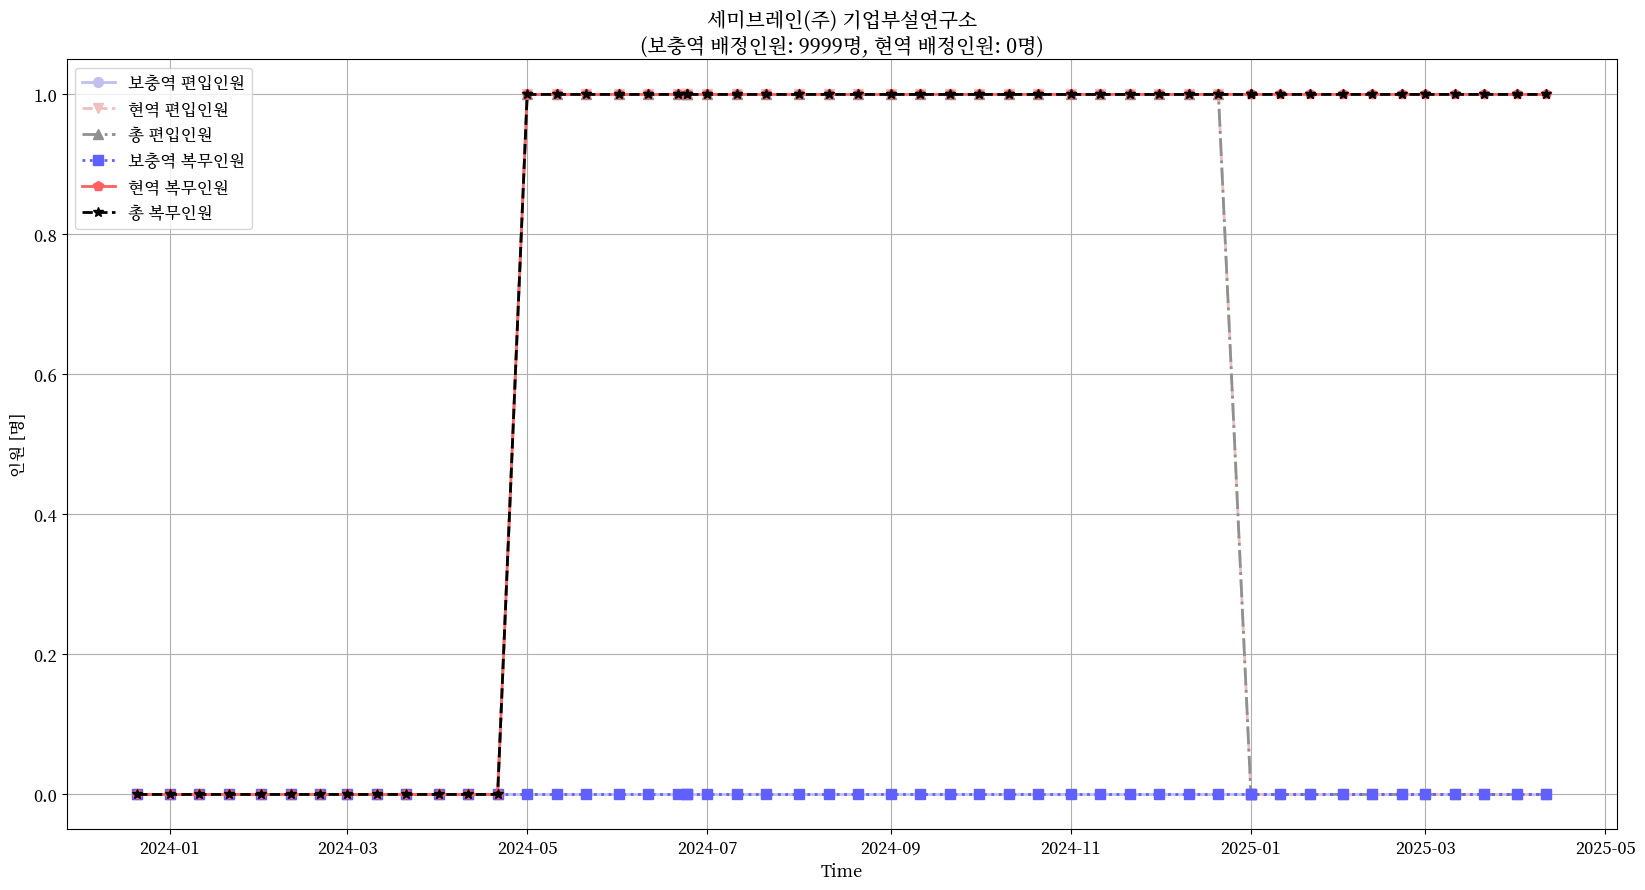 세미브레인(주) 기업부설연구소
(보충역 배정인원: 9999명, 현역 배정인원: 0명)
보충역 편입인원
현역 편입인원
총 편입인원
보충역 복무인원
현역 복무인원
총 복무인원
1.0
0.8
0.6
0.4
0.2
0.0
인원 [명]
2024-01
2024-03
2024-05
2024-07
2024-09
2024-11
2025-01
2025-03
2025-05
Time